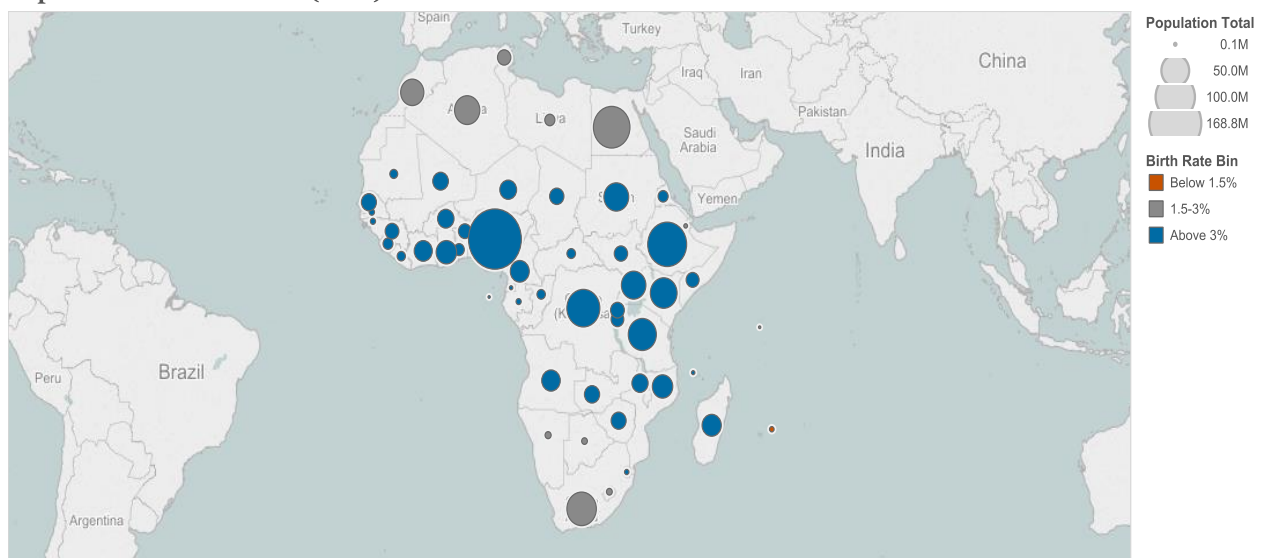 Spain
Turkey
China
Iraq
Iran
Pakistan
Saudi
Arabia
India
Yemen
Brazil
Peru
Argentina
Population Total
0.1M
50.0M
100.0M
168.8M
Birth Rate Bin
Below 1.5%
1.5-3%
Above 3%